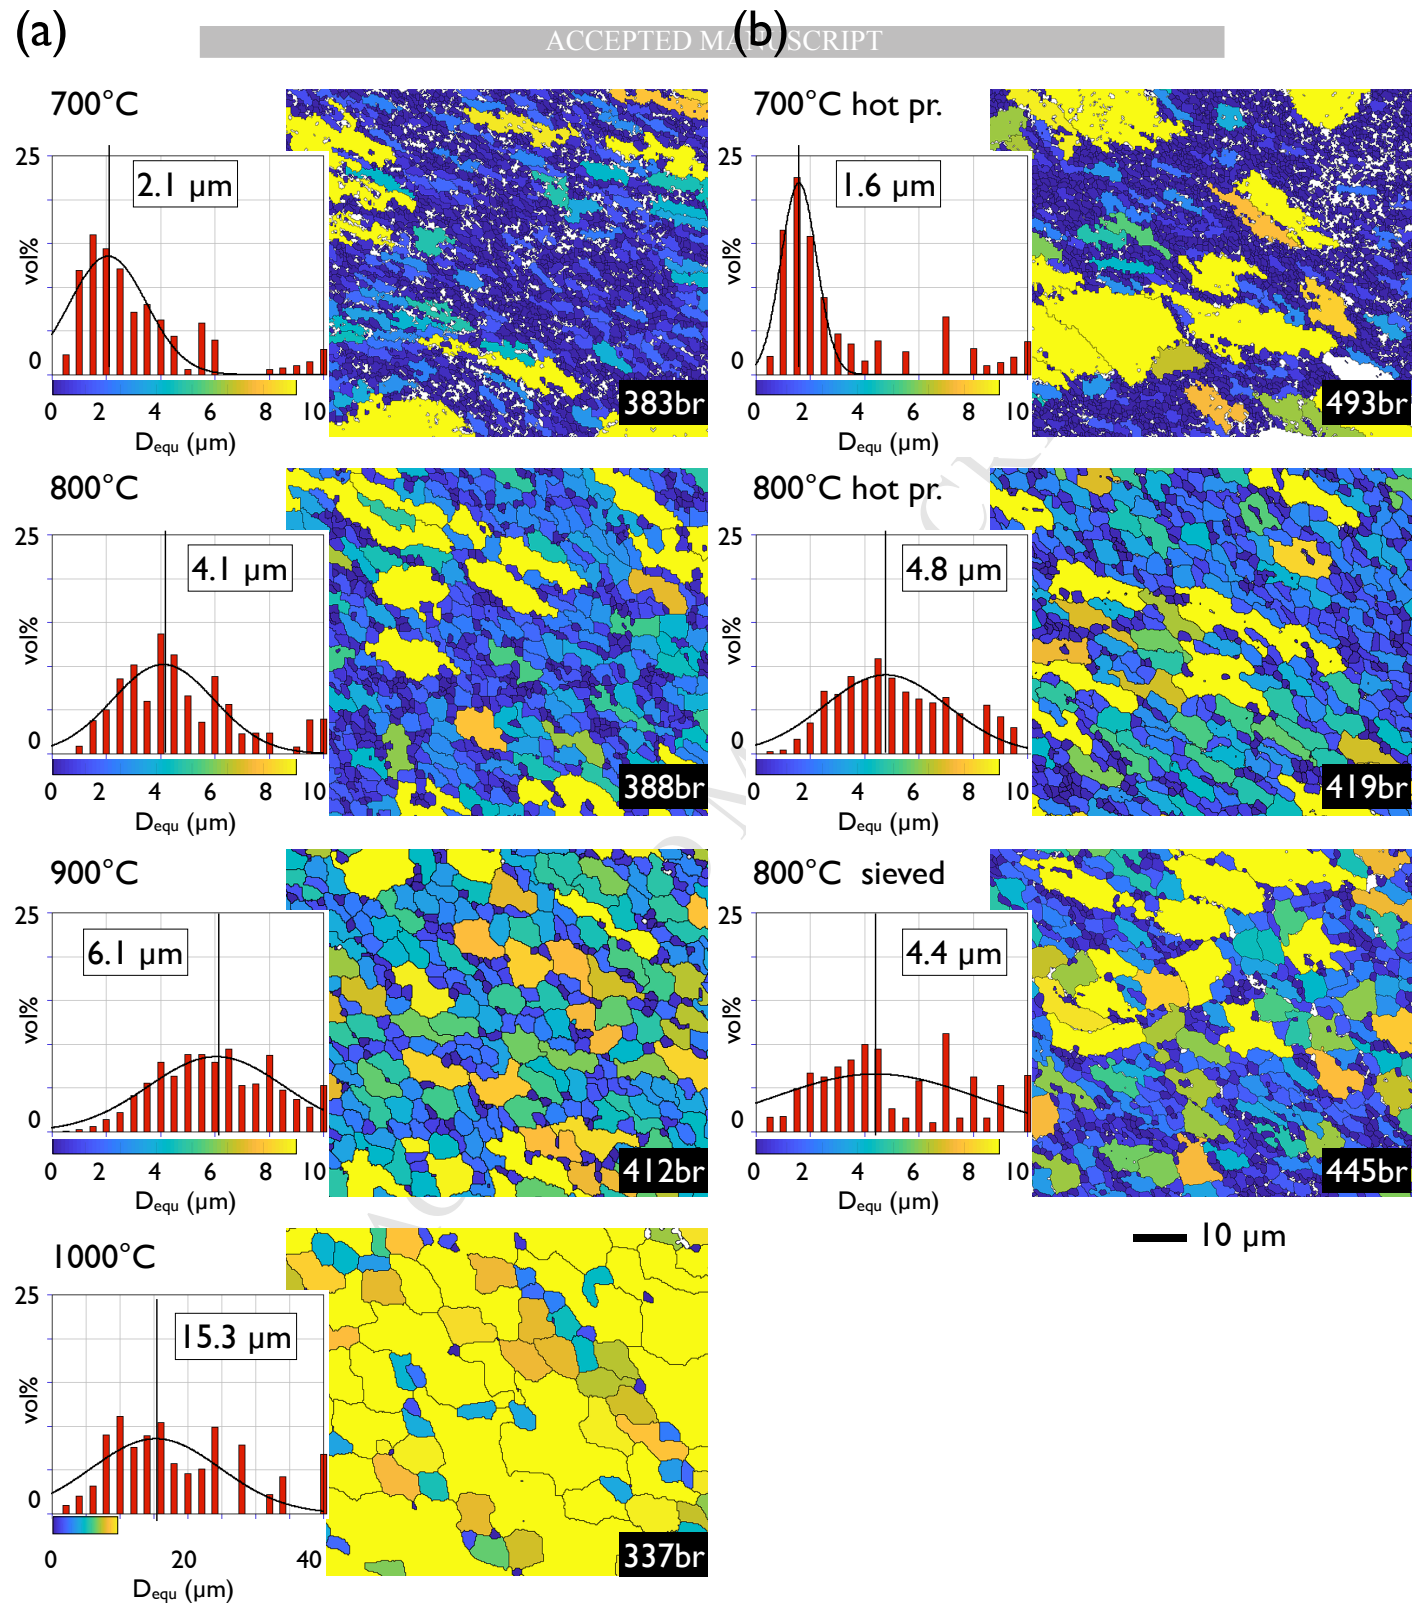 (a)
(b)
ACCEPTED MANUSCRIPT
700°C
25
2.1 µm
vol%
0
0 2 4 6 8 10
Dequ (µm)
383br
700°C hot pr.
25
1.6 µm
vol%
0
0 2 4 6 8 10
Dequ (µm)
493br
800°C
25
4.1 µm
vol%
0
0 2 4 6 8 10
Dequ (µm)
388br
800°C hot pr.
25
4.8 µm
vol%
0
0 2 4 6 8 10
Dequ (µm)
419br
900°C
25
6.1 µm
vol%
0
0 2 4 6 8 10
Dequ (µm)
412br
800°C sieved
25
4.4 µm
vol%
0
0 2 4 6 8 10
Dequ (µm)
445br
10 µm
1000°C
25
15.3 µm
vol%
0
0 20 40
Dequ (µm)
337br